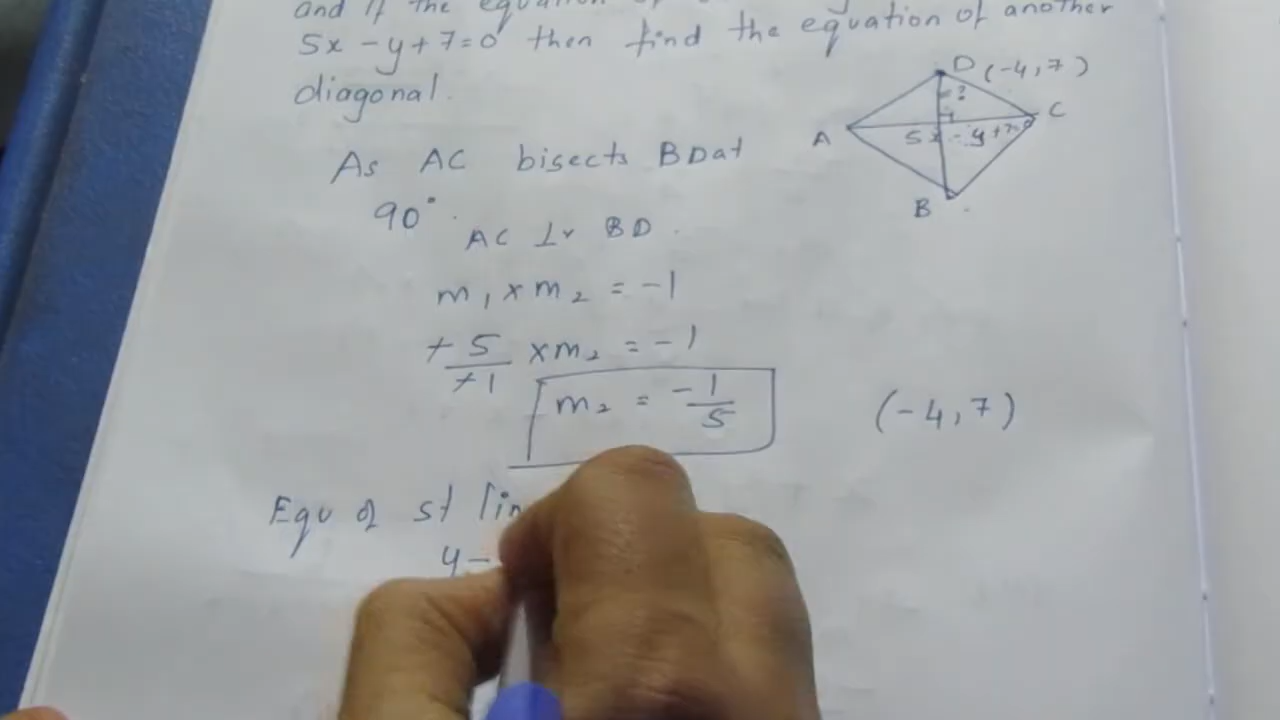 and if the equation of
5x - y + 7 = 0 then find the equation of another
diagonal.
D (-4, 7)
= ?
A
C
5x - y + 7 = 0
B
As AC bisects BD at
90°.
AC ⊥r BD.
m₁ × m₂ = -1
+5/+1 × m₂ = -1
m₂ = -1/5
(-4, 7)
Equ of st lin
y -